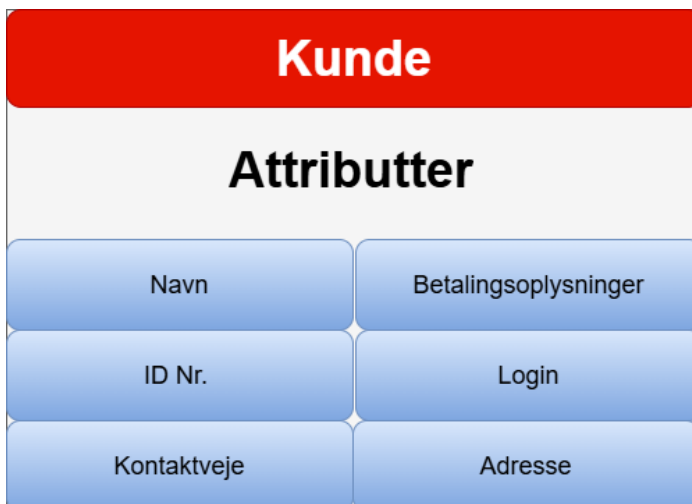 Kunde
Attributter
Navn
Betalingsoplysninger
ID Nr.
Login
Kontaktveje
Adresse